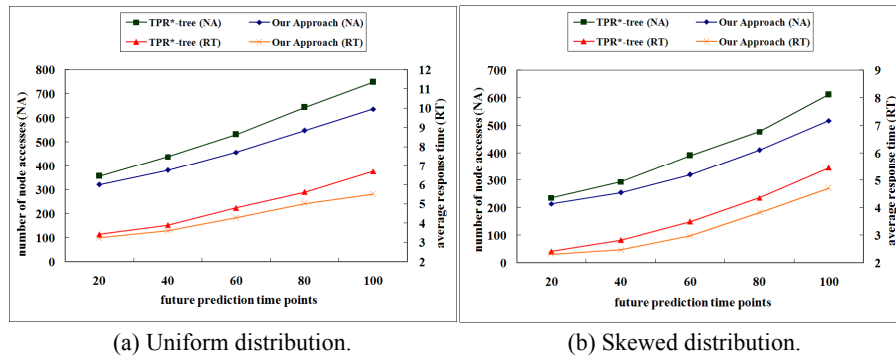 TPR*-tree (NA)
Our Approach (NA)
TPR*-tree (RT)
Our Approach (RT)
number of node accesses (NA)
800
700
600
500
400
300
200
100
0
12
11
10
9
8
7
6
5
4
3
2
average response time (RT)
20 40 60 80 100
future prediction time points
(a) Uniform distribution.
TPR*-tree (NA)
Our Approach (NA)
TPR*-tree (RT)
Our Approach (RT)
number of node accesses (NA)
700
600
500
400
300
200
100
0
9
8
7
6
5
4
3
2
average response time (RT)
20 40 60 80 100
future prediction time points
(b) Skewed distribution.